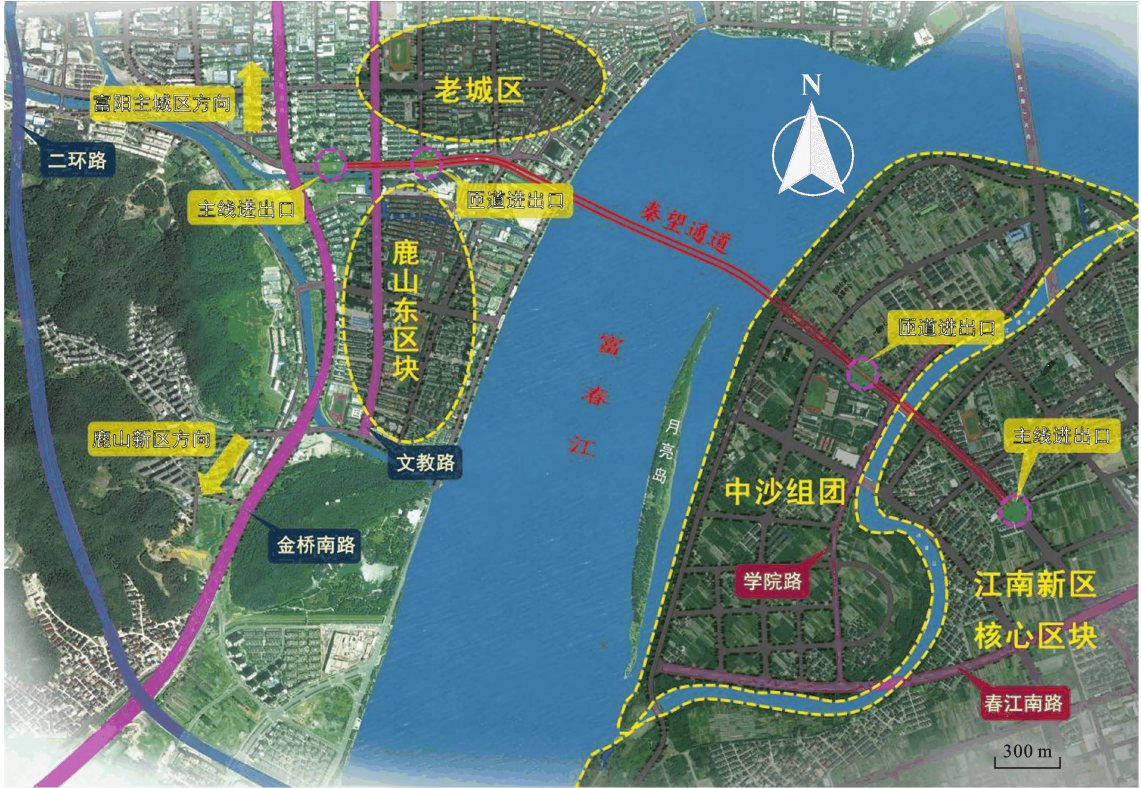 老城区
N
富阳主城区方向
二环路
主线进出口
匝道进出口
秦望通道
鹿山东区块
富春江
匝道进出口
月亮岛
鹿山新区方向
文教路
主线进出口
中沙组团
金桥南路
学院路
江南新区
核心区块
春江南路
300 m